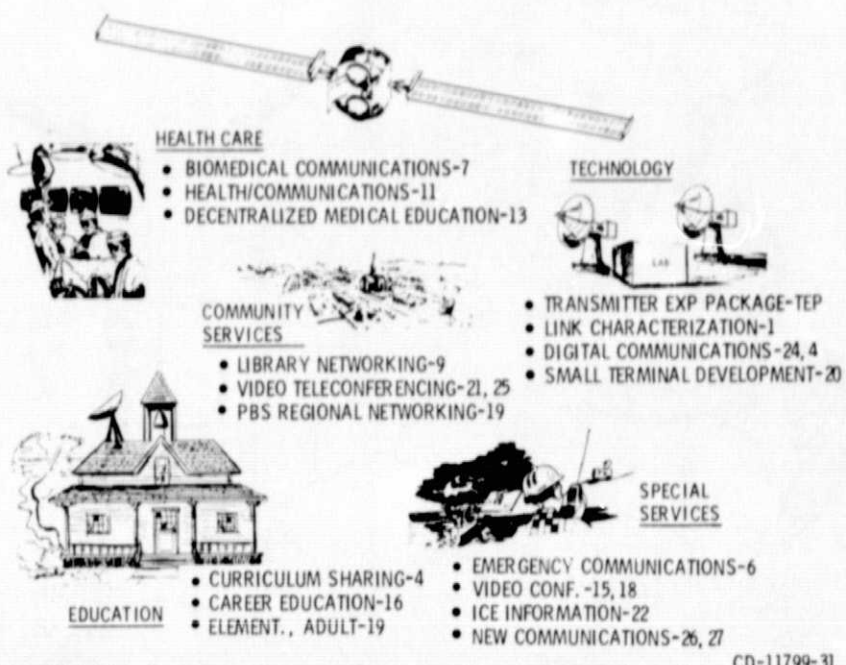 HEALTH CARE
• BIOMEDICAL COMMUNICATIONS-7
• HEALTH/COMMUNICATIONS-11
• DECENTRALIZED MEDICAL EDUCATION-13
TECHNOLOGY
LAB
• TRANSMITTER EXP PACKAGE-TEP
• LINK CHARACTERIZATION-1
• DIGITAL COMMUNICATIONS-24, 4
• SMALL TERMINAL DEVELOPMENT-20
COMMUNITY
SERVICES
• LIBRARY NETWORKING-9
• VIDEO TELECONFERENCING-21, 25
• PBS REGIONAL NETWORKING-19
EDUCATION
• CURRICULUM SHARING-4
• CAREER EDUCATION-16
• ELEMENT., ADULT-19
SPECIAL
SERVICES
• EMERGENCY COMMUNICATIONS-6
• VIDEO CONF. -15, 18
• ICE INFORMATION-22
• NEW COMMUNICATIONS-26, 27
CD-11799-31